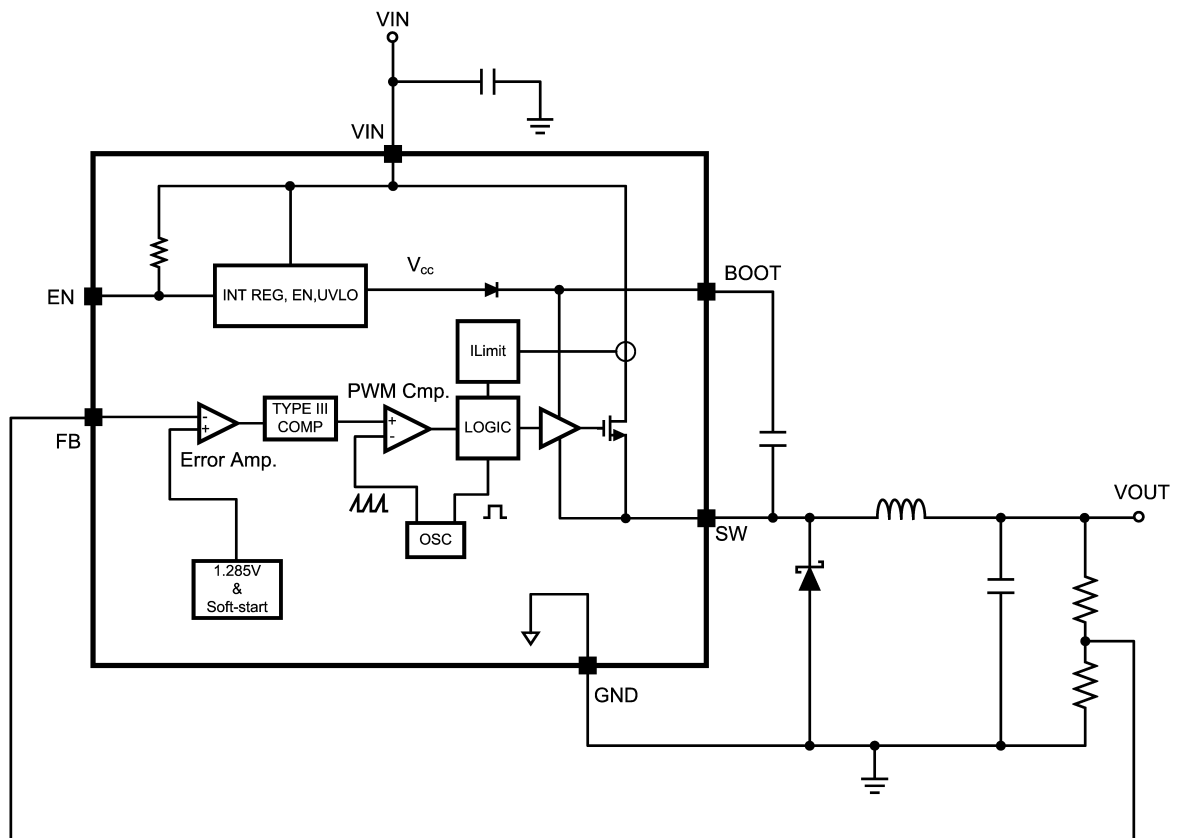 VIN
VIN
EN
INT REG, EN,UVLO
Vcc
BOOT
ILimit
PWM Cmp.
TYPE III
COMP
LOGIC
-
+
+
-
FB
Error Amp.
OSC
VOUT
SW
1.285V
&
Soft-start
GND